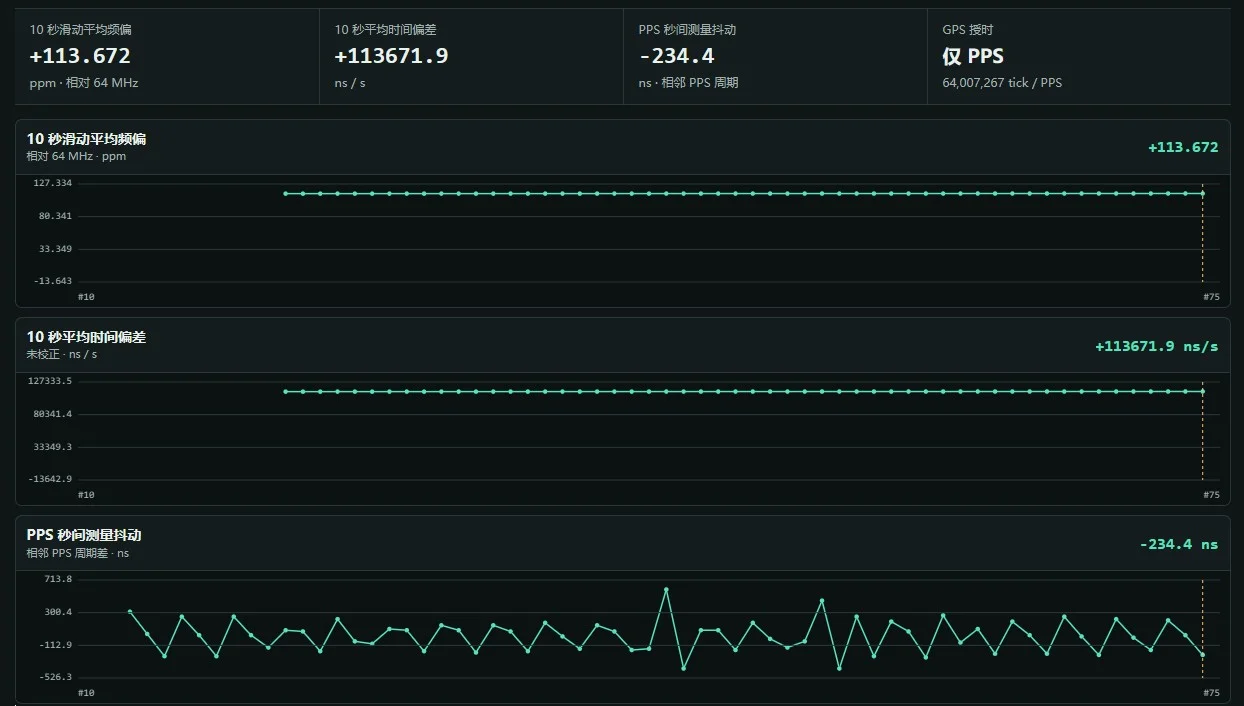 10 秒滑动平均频偏
+113.672
ppm · 相对 64 MHz
10 秒平均时间偏差
+113671.9
ns / s
PPS 秒间测量抖动
-234.4
ns · 相邻 PPS 周期
GPS 授时
仅 PPS
64,007,267 tick / PPS
10 秒滑动平均频偏
相对 64 MHz · ppm
+113.672
127.334
80.341
33.349
-13.643
#10
#75
10 秒平均时间偏差
未校正 · ns / s
+113671.9 ns/s
127333.5
80341.4
33349.3
-13642.9
#10
#75
PPS 秒间测量抖动
相邻 PPS 周期差 · ns
-234.4 ns
713.8
300.4
-112.9
-526.3
#10
#75